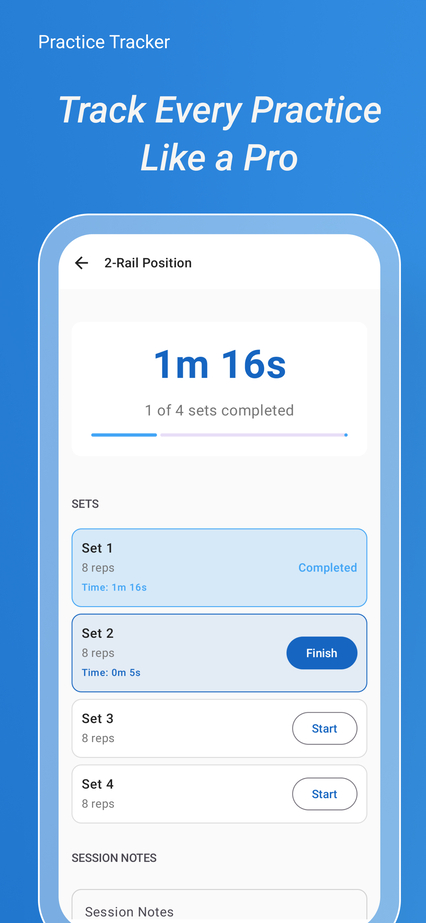 Practice Tracker
Track Every Practice
Like a Pro
2-Rail Position
1m 16s
1 of 4 sets completed
SETS
Set 1
8 reps
Completed
Time: 1m 16s
Set 2
8 reps
Finish
Time: 0m 5s
Set 3
8 reps
Start
Set 4
8 reps
Start
SESSION NOTES
Session Notes